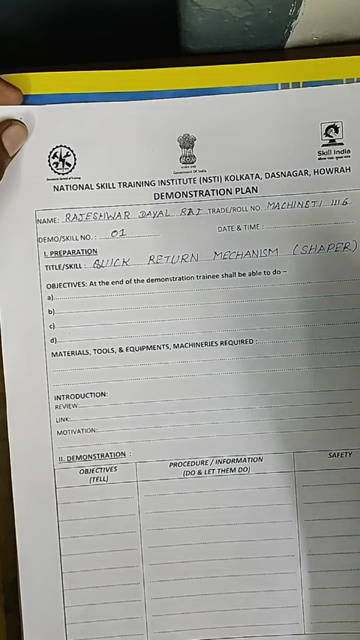 Government Of India
Skill India
NATIONAL SKILL TRAINING INSTITUTE (NSTI) KOLKATA, DASNAGAR, HOWRAH
DEMONSTRATION PLAN
NAME: RAJESHWAR DAYAL RAI TRADE/ROLL NO. MACHINIST/ 1116
DEMO/SKILL NO. : 01 DATE & TIME :
I. PREPARATION
TITLE/SKILL : QUICK RETURN MECHANISM (SHAPER)
OBJECTIVES: At the end of the demonstration trainee shall be able to do –
a)
b)
c)
d)
MATERIALS, TOOLS, & EQUIPMENTS, MACHINERIES REQUIRED :
INTRODUCTION:
REVIEW
LINK:
MOTIVATION:
II. DEMONSTRATION :
OBJECTIVES (TELL)
PROCEDURE / INFORMATION (DO & LET THEM DO)
SAFETY